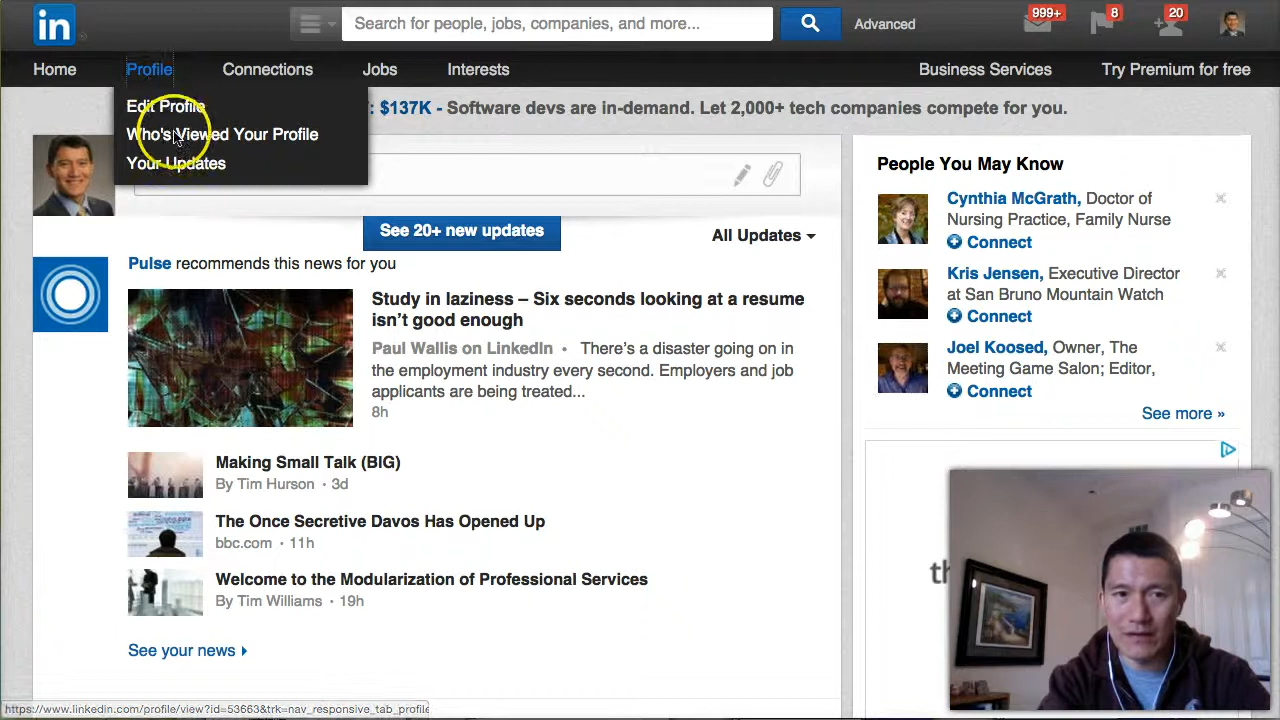 in
Search for people, jobs, companies, and more...
Advanced
999+
8
20
Home
Profile
Connections
Jobs
Interests
Business Services
Try Premium for free
Edit Profile
Who's Viewed Your Profile
Your Updates
: $137K - Software devs are in-demand. Let 2,000+ tech companies compete for you.
See 20+ new updates
All Updates
Pulse recommends this news for you
Study in laziness – Six seconds looking at a resume
isn't good enough
Paul Wallis on LinkedIn • There's a disaster going on in
the employment industry every second. Employers and job
applicants are being treated...
8h
Making Small Talk (BIG)
By Tim Hurson • 3d
The Once Secretive Davos Has Opened Up
bbc.com • 11h
Welcome to the Modularization of Professional Services
By Tim Williams • 19h
See your news
People You May Know
Cynthia McGrath, Doctor of
Nursing Practice, Family Nurse
Connect
Kris Jensen, Executive Director
at San Bruno Mountain Watch
Connect
Joel Koosed, Owner, The
Meeting Game Salon; Editor,
Connect
See more »
th
https://www.linkedin.com/profile/view?id=53663&trk=nav_responsive_tab_profile